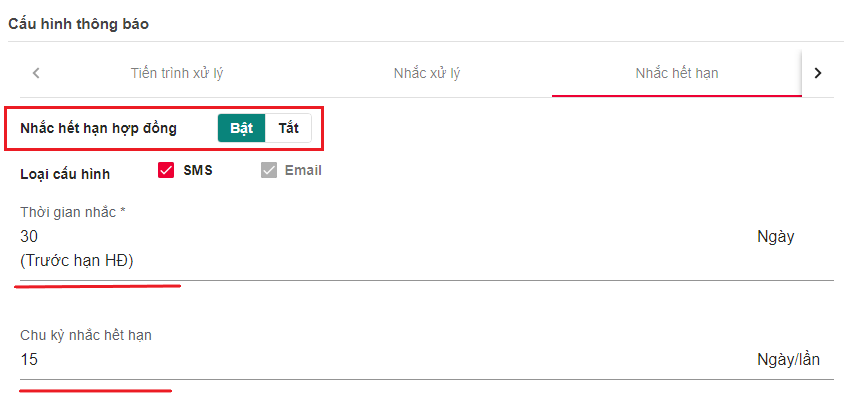 Cấu hình thông báo
Tiến trình xử lý Nhắc xử lý Nhắc hết hạn
Nhắc hết hạn hợp đồng Bật Tắt
Loại cấu hình SMS Email
Thời gian nhắc *
30 Ngày
(Trước hạn HĐ)
Chu kỳ nhắc hết hạn
15 Ngày/lần